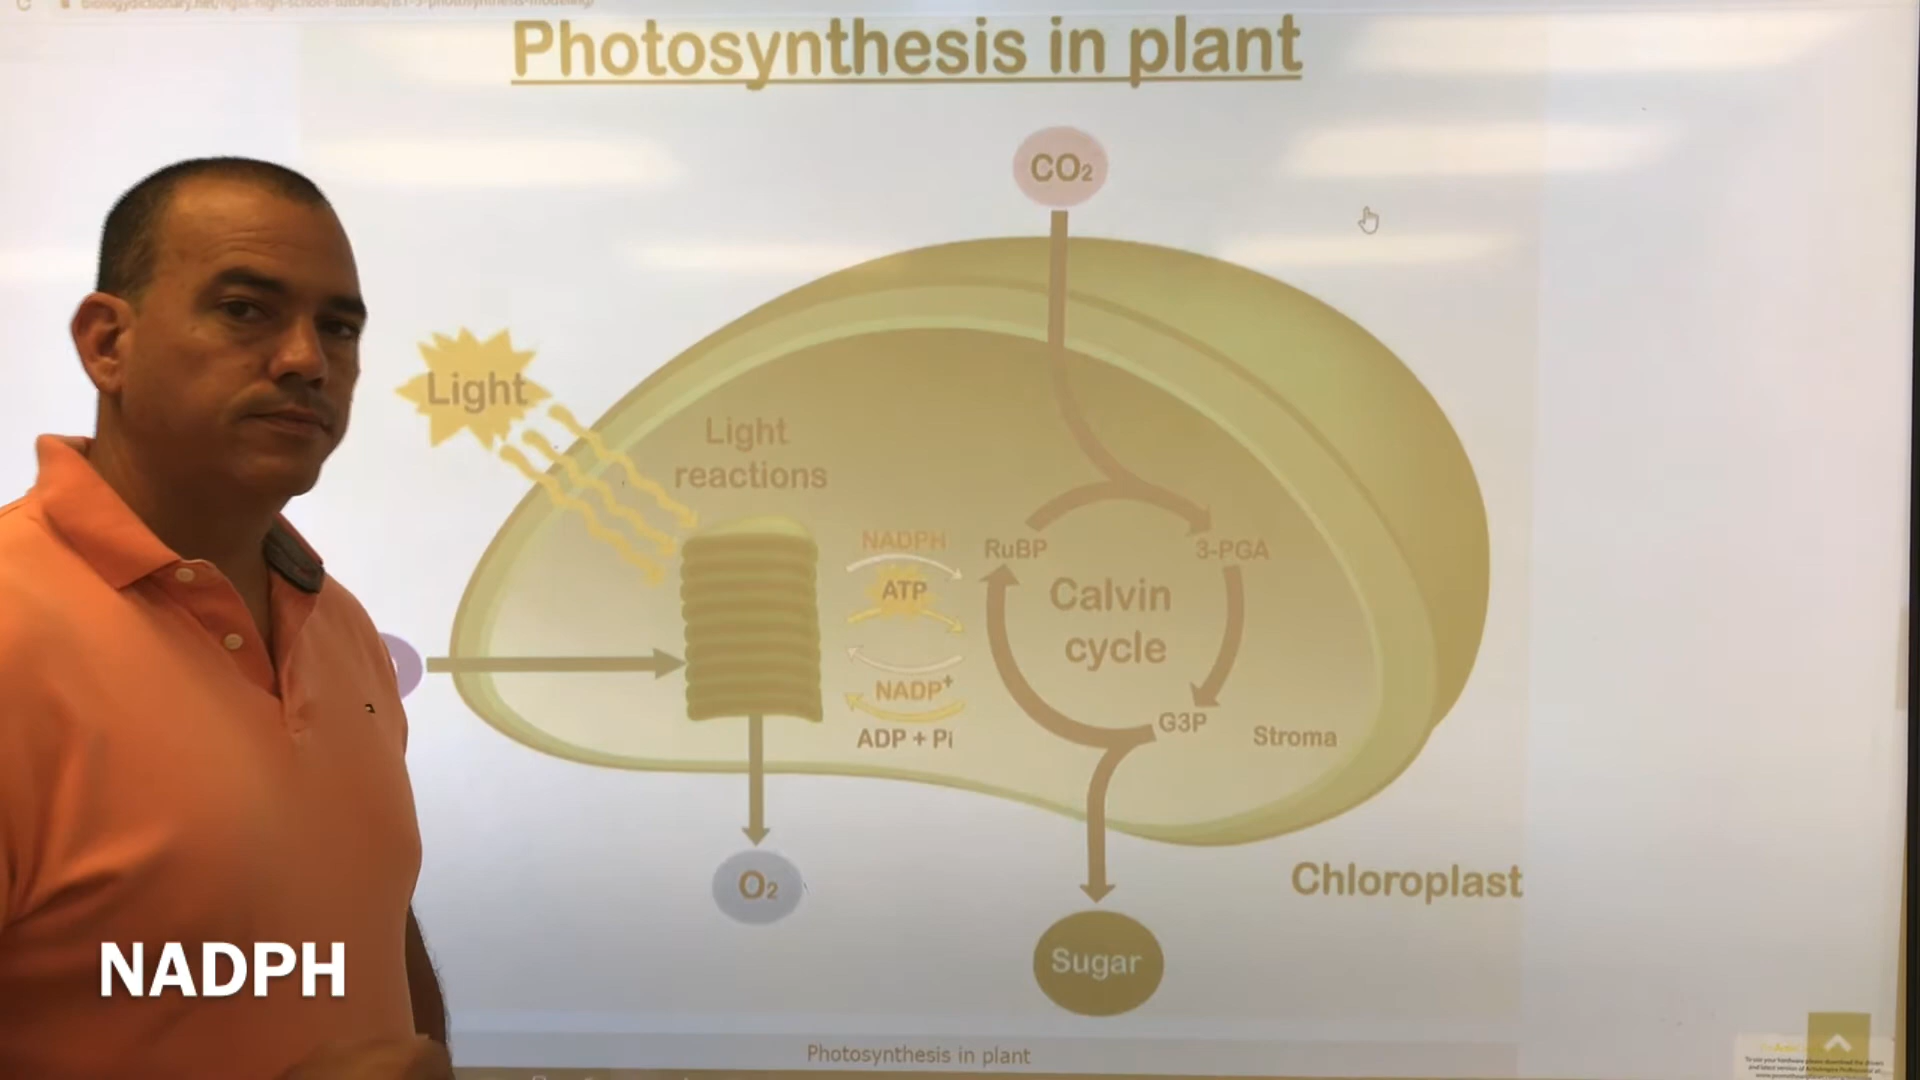 Photosynthesis in plant
CO₂
Light
Light
reactions
NADPH
ATP
NADP⁺
ADP + Pi
RuBP
3-PGA
Calvin
cycle
G3P
Stroma
O₂
Chloroplast
Sugar
NADPH
Photosynthesis in plant